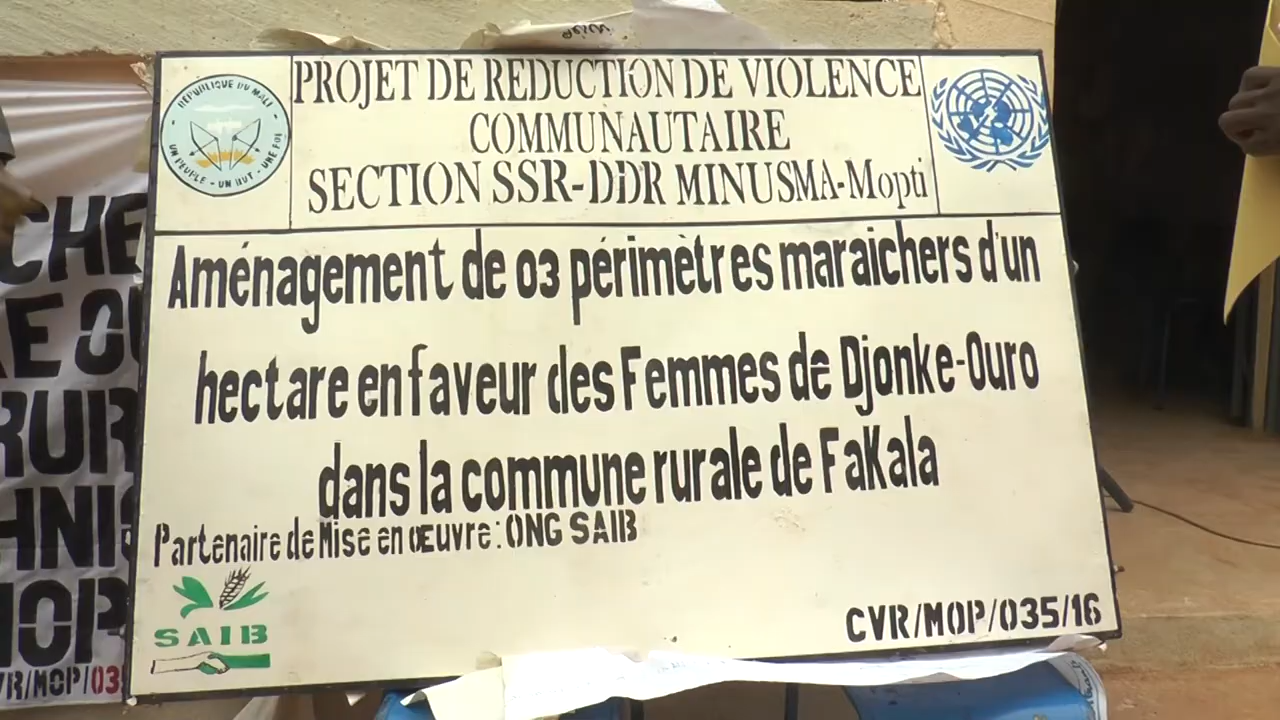 PROJET DE REDUCTION DE VIOLENCE
COMMUNAUTAIRE
SECTION SSR-DDR MINUSMA-Mopti
REPUBLIQUE DU MALI
UN PEUPLE - UN BUT - UNE FOI
Aménagement de 03 périmètres maraichers d'un
hectare en faveur des Femmes de Djonke-Ouro
dans la commune rurale de FaKala
Partenaire de Mise en Œuvre: ONG SAIB
SAIB
CVR/MOP/035/16
CHE
RUR
HNI
MOP
VR/MOP/035